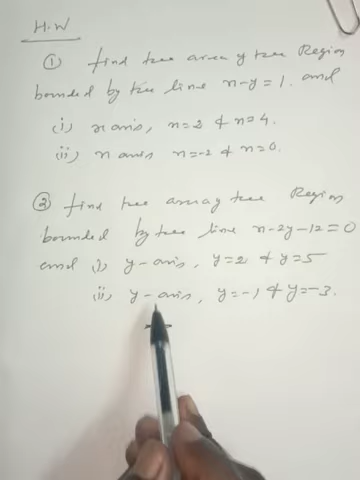 H.W
① find the area of the Region
bounded by the line x-y=1. and
(i) x axis, x=2 & x=4.
(ii) x axis x=-2 & x=0.
② find the area of the Region
bounded by the line x-2y-12=0
and i) y-axis, y=2 & y=5
(ii) y-axis, y=-1 & y=-3.